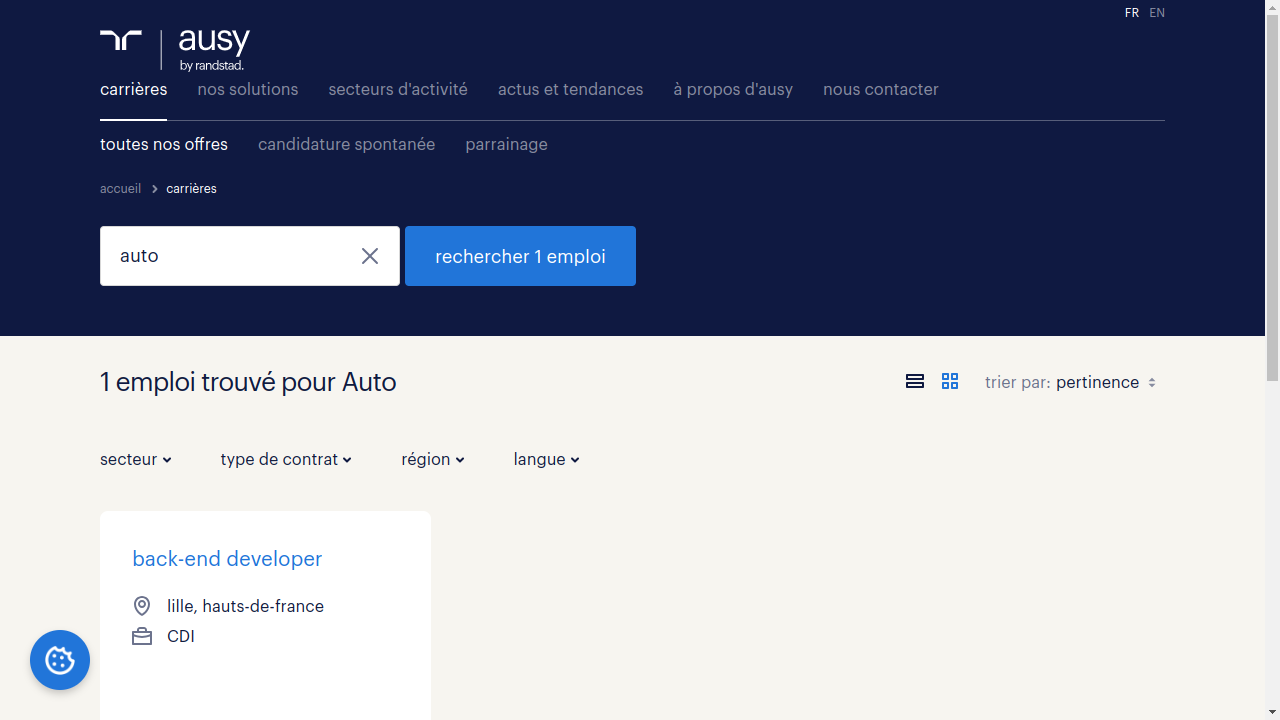 FR EN
ausy
by randstad.
carrières nos solutions secteurs d'activité actus et tendances à propos d'ausy nous contacter
toutes nos offres candidature spontanée parrainage
accueil carrières
auto rechercher 1 emploi
1 emploi trouvé pour Auto trier par: pertinence
secteur type de contrat région langue
back-end developer
lille, hauts-de-france
CDI